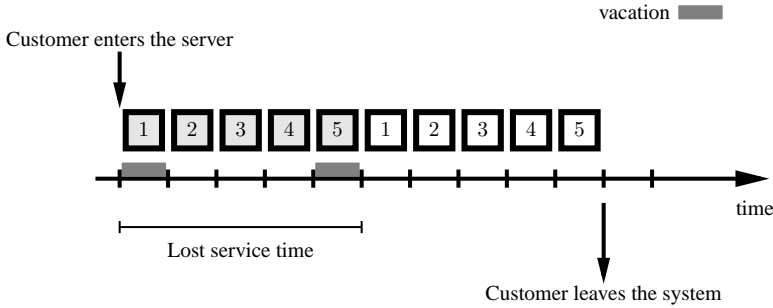 vacation
Customer enters the server
1 2 3 4 5 1 2 3 4 5
time
Lost service time
Customer leaves the system